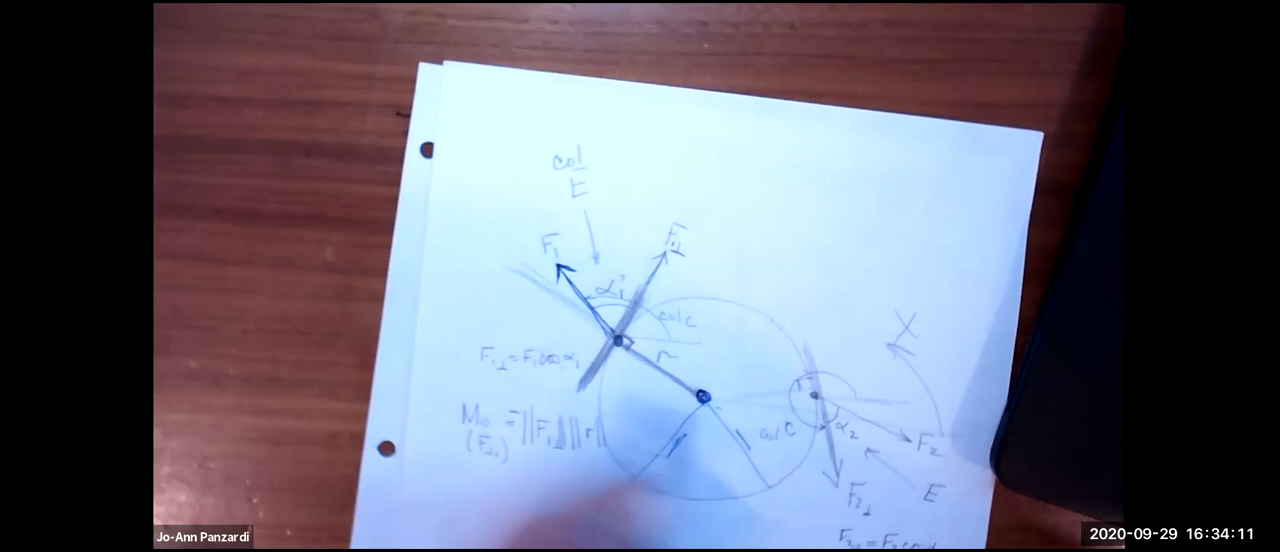 col
E
F₁
F₁⊥
α₁
col C
r
F₁⊥ = F₁ cos α₁
M₀ = -||F₁⊥|| ||r||
(F₁⊥)
X
col C
α₂
F₂
E
F₂⊥
Jo-Ann Panzardi
2020-09-29 16:34:11